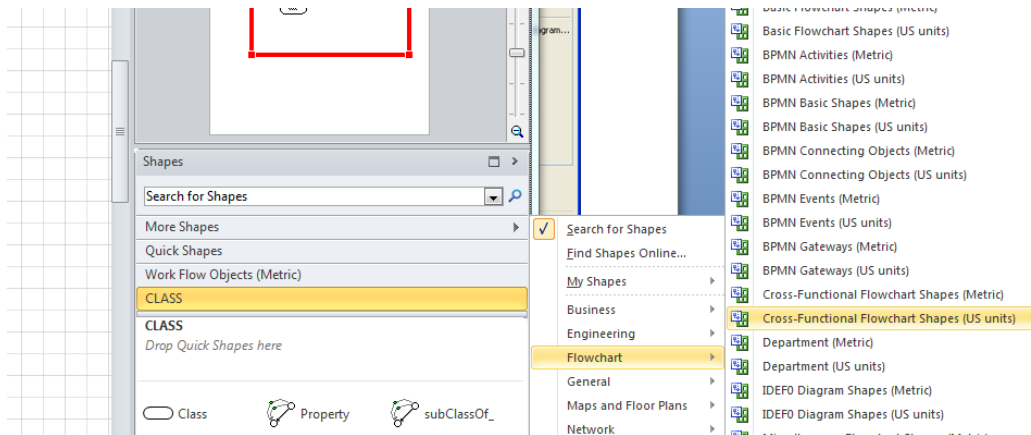 gram...
Shapes
Search for Shapes
More Shapes
Quick Shapes
Work Flow Objects (Metric)
CLASS
CLASS
Drop Quick Shapes here
Class
Property
subClassOf_
Search for Shapes
Find Shapes Online...
My Shapes
Business
Engineering
Flowchart
General
Maps and Floor Plans
Network
Basic Flowchart Shapes (Metric)
Basic Flowchart Shapes (US units)
BPMN Activities (Metric)
BPMN Activities (US units)
BPMN Basic Shapes (Metric)
BPMN Basic Shapes (US units)
BPMN Connecting Objects (Metric)
BPMN Connecting Objects (US units)
BPMN Events (Metric)
BPMN Events (US units)
BPMN Gateways (Metric)
BPMN Gateways (US units)
Cross-Functional Flowchart Shapes (Metric)
Cross-Functional Flowchart Shapes (US units)
Department (Metric)
Department (US units)
IDEF0 Diagram Shapes (Metric)
IDEF0 Diagram Shapes (US units)